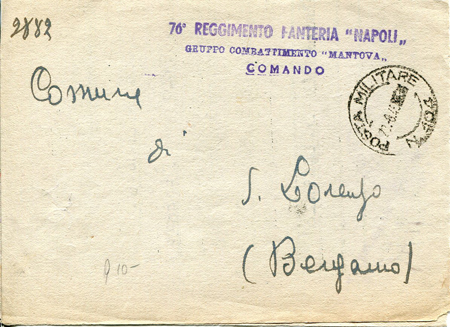 2882
76° REGGIMENTO FANTERIA "NAPOLI"
GRUPPO COMBATTIMENTO "MANTOVA"
COMANDO
POSTA MILITARE
Comune
di
S. Lorenzo
(Bergamo)